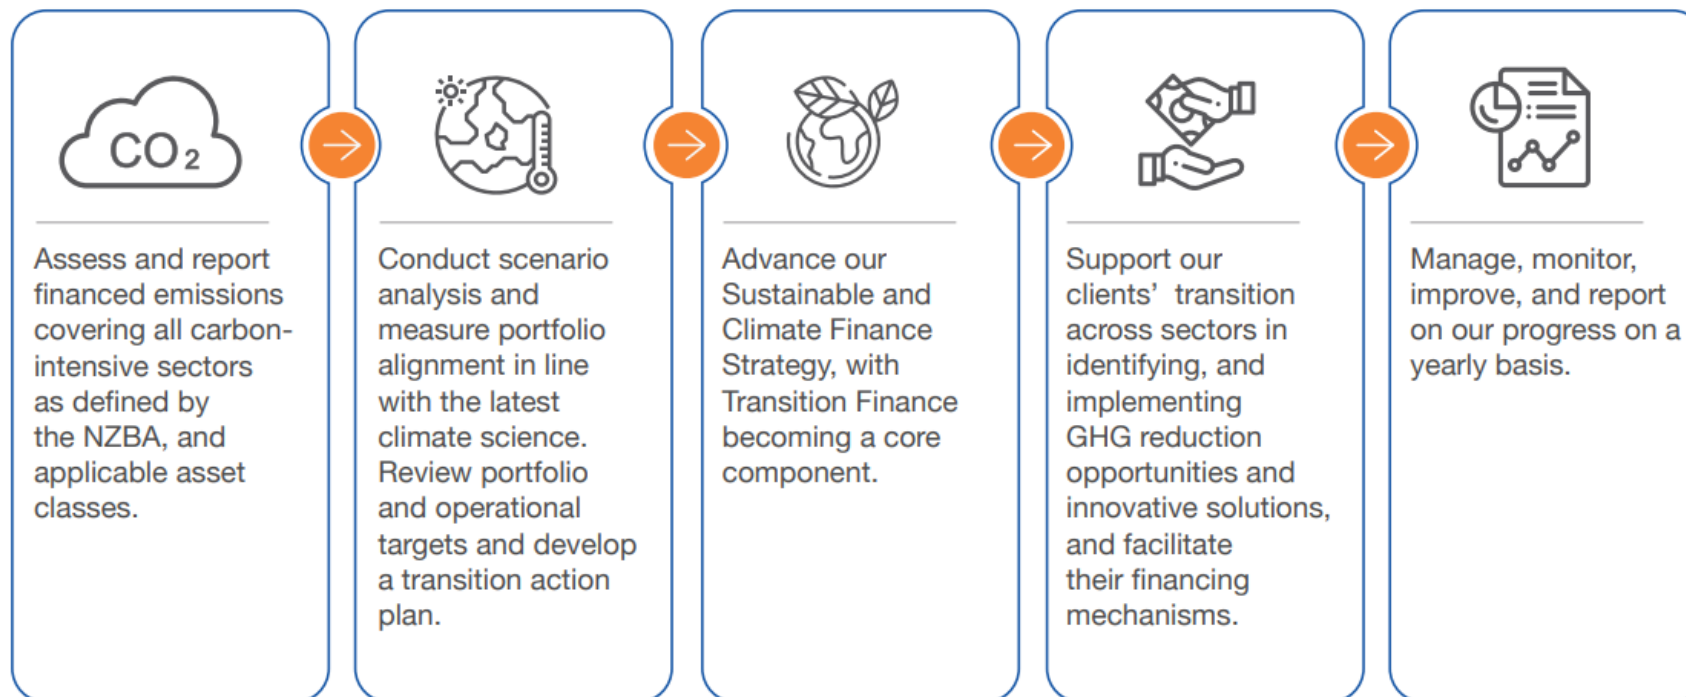 CO2
Assess and report
financed emissions
covering all carbon-
intensive sectors
as defined by
the NZBA, and
applicable asset
classes.
Conduct scenario
analysis and
measure portfolio
alignment in line
with the latest
climate science.
Review portfolio
and operational
targets and develop
a transition action
plan.
Advance our
Sustainable and
Climate Finance
Strategy, with
Transition Finance
becoming a core
component.
Support our
clients’ transition
across sectors in
identifying, and
implementing
GHG reduction
opportunities and
innovative solutions,
and facilitate
their financing
mechanisms.
Manage, monitor,
improve, and report
on our progress on a
yearly basis.